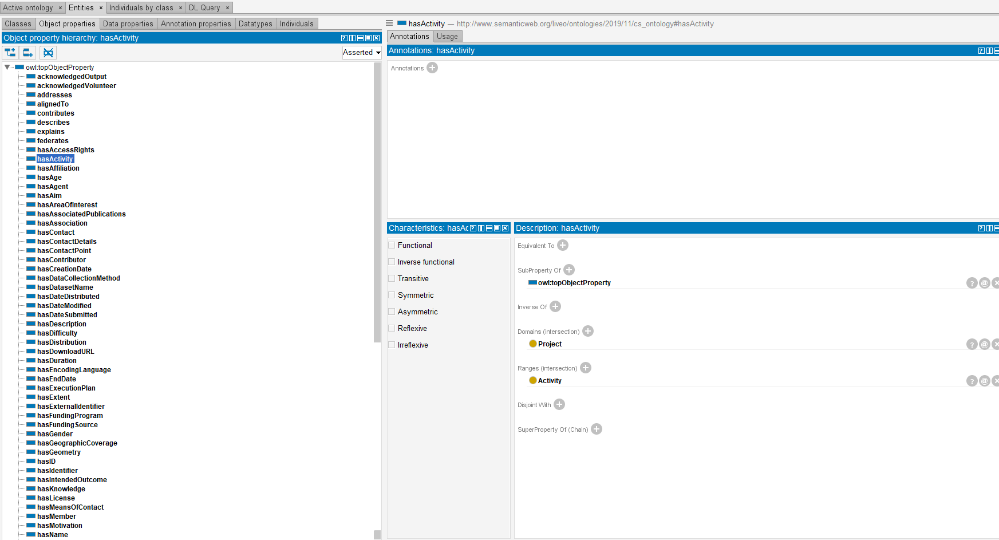 Active ontology × Entities × Individuals by class × DL Query ×
Classes Object properties Data properties Annotation properties Datatypes Individuals
Object property hierarchy: hasActivity
Asserted
owl:topObjectProperty
acknowledgedOutput
acknowledgedVolunteer
addresses
alignedTo
contributes
describes
explains
federates
hasAccessRights
hasActivity
hasAffiliation
hasAge
hasAgent
hasAim
hasAreaOfInterest
hasAssociatedPublications
hasAssociation
hasContact
hasContactDetails
hasContactPoint
hasContributor
hasCreationDate
hasDataCollectionMethod
hasDatasetName
hasDateDistributed
hasDateModified
hasDateSubmitted
hasDescription
hasDifficulty
hasDistribution
hasDownloadURL
hasDuration
hasEncodingLanguage
hasEndDate
hasExecutionPlan
hasExtent
hasExternalIdentifier
hasFundingProgram
hasFundingSource
hasGender
hasGeographicCoverage
hasGeometry
hasID
hasIdentifier
hasIntendedOutcome
hasKnowledge
hasLicense
hasMeansOfContact
hasMember
hasMotivation
hasName
hasActivity — http://www.semanticweb.org/liveo/ontologies/2019/11/cs_ontology#hasActivity
Annotations Usage
Annotations: hasActivity
Annotations
Characteristics: hasAc
Functional
Inverse functional
Transitive
Symmetric
Asymmetric
Reflexive
Irreflexive
Description: hasActivity
Equivalent To
SubProperty Of
owl:topObjectProperty
Inverse Of
Domains (intersection)
Project
Ranges (intersection)
Activity
Disjoint With
SuperProperty Of (Chain)